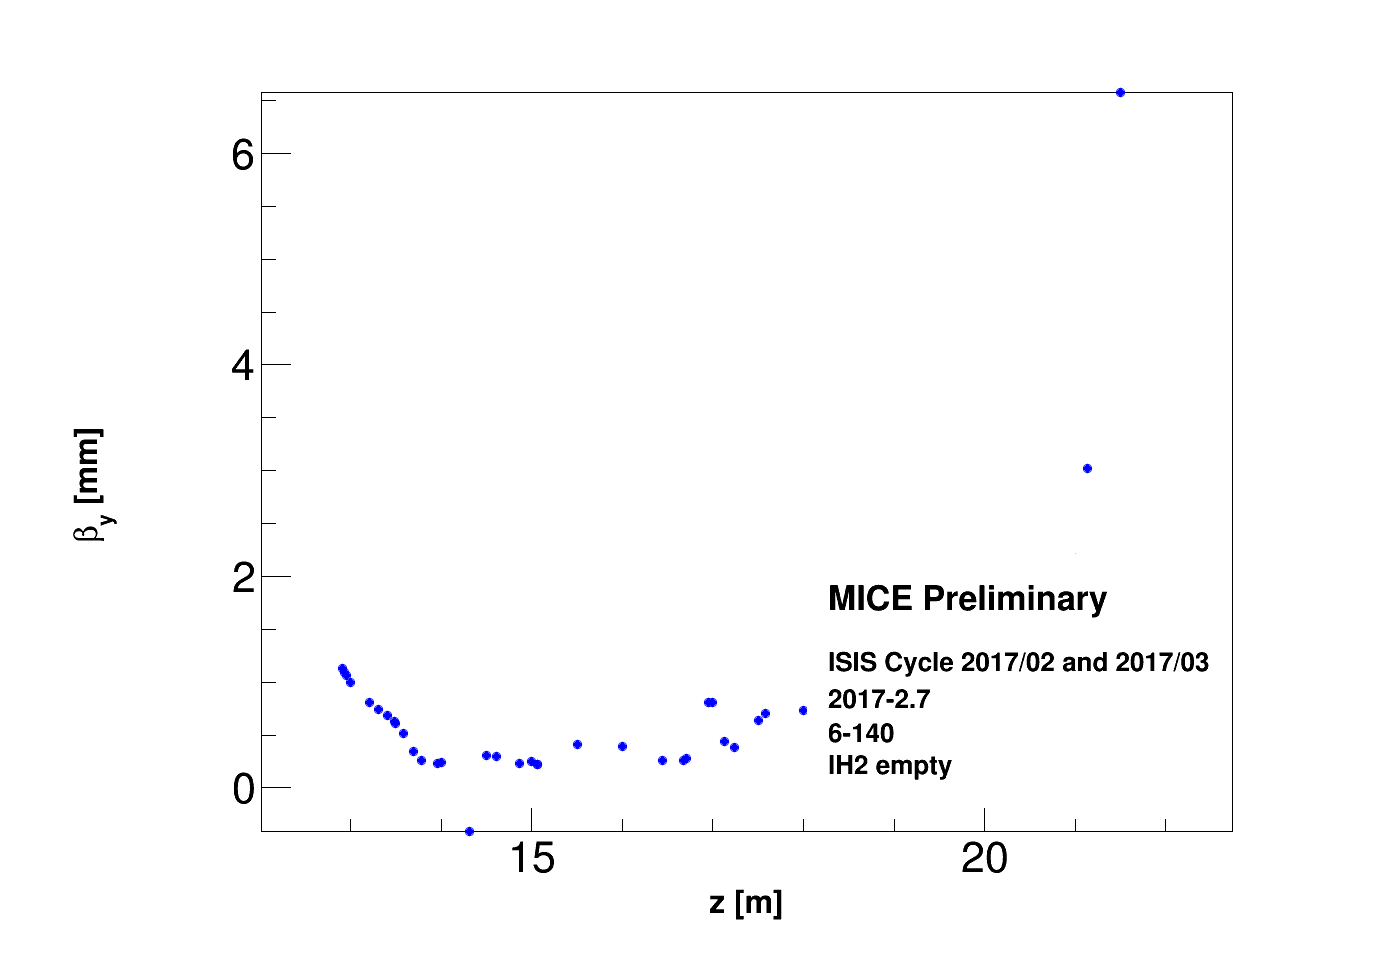 6
4
2
0
β_y [mm]
MICE Preliminary
ISIS Cycle 2017/02 and 2017/03
2017-2.7
6-140
IH2 empty
15 20
z [m]